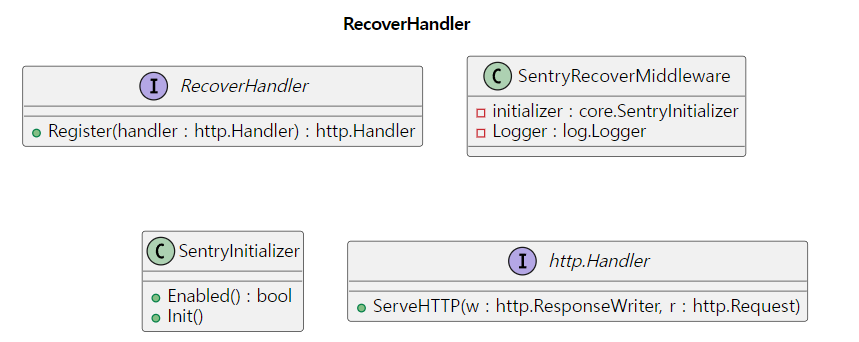 RecoverHandler
I RecoverHandler
Register(handler : http.Handler) : http.Handler
C SentryRecoverMiddleware
initializer : core.SentryInitializer
Logger : log.Logger
C SentryInitializer
Enabled() : bool
Init()
I http.Handler
ServeHTTP(w : http.ResponseWriter, r : http.Request)